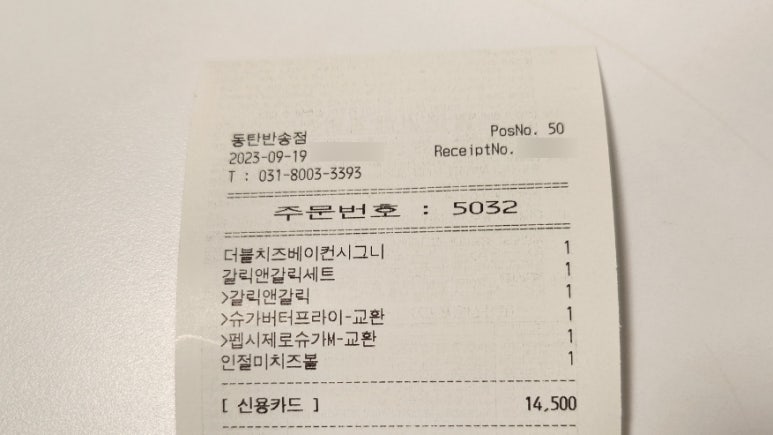 동탄반송점 PosNo. 50
2023-09-19 ReceiptNo.
T : 031-8003-3393
주문번호 : 5032
더블치즈베이컨시그니 1
갈릭앤갈릭세트 1
>갈릭앤갈릭 1
>슈가버터프라이-교환 1
>펩시제로슈가M-교환 1
인절미치즈볼 1
[ 신용카드 ] 14,500